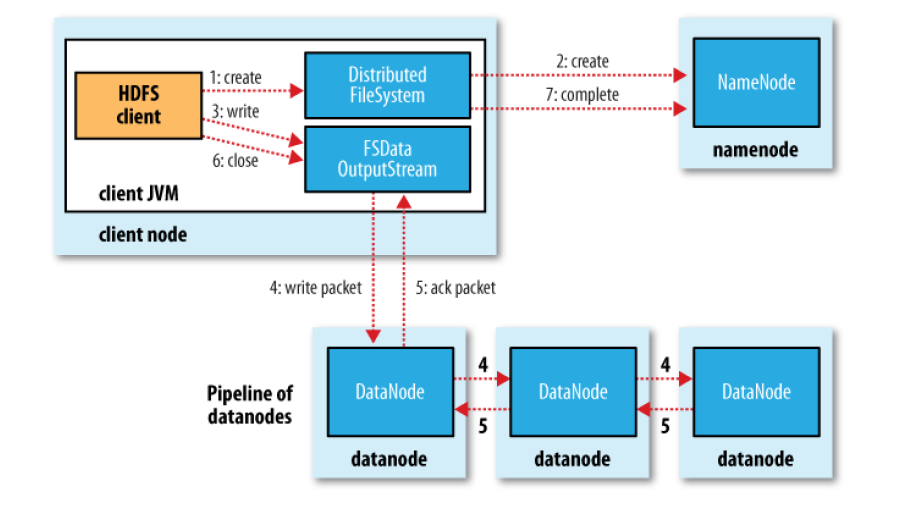 HDFS
client
1: create
3: write
6: close
Distributed
FileSystem
FSData
OutputStream
client JVM
client node
2: create
7: complete
NameNode
namenode
4: write packet
5: ack packet
Pipeline of
datanodes
DataNode
datanode
4
5
DataNode
datanode
4
5
DataNode
datanode